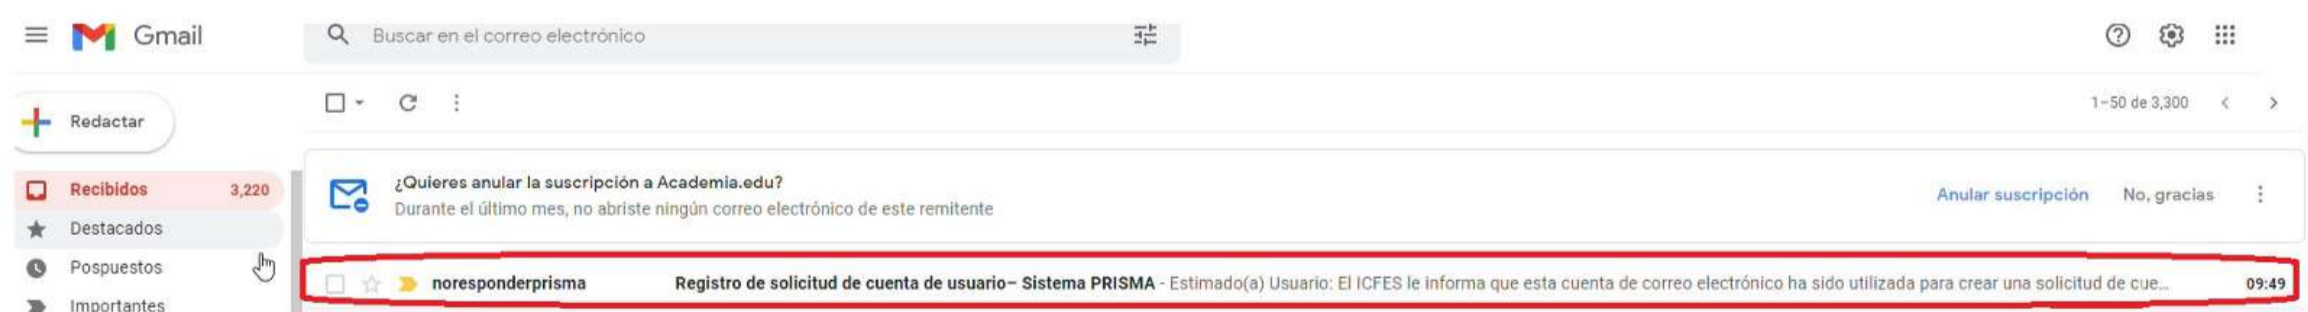 Gmail
Buscar en el correo electrónico
Redactar
1–50 de 3,300
Recibidos 3,220
¿Quieres anular la suscripción a Academia.edu?
Durante el último mes, no abriste ningún correo electrónico de este remitente
Anular suscripción No, gracias
Destacados
Pospuestos
noresponderprisma Registro de solicitud de cuenta de usuario– Sistema PRISMA - Estimado(a) Usuario: El ICFES le informa que esta cuenta de correo electrónico ha sido utilizada para crear una solicitud de cue... 09:49
Importantes